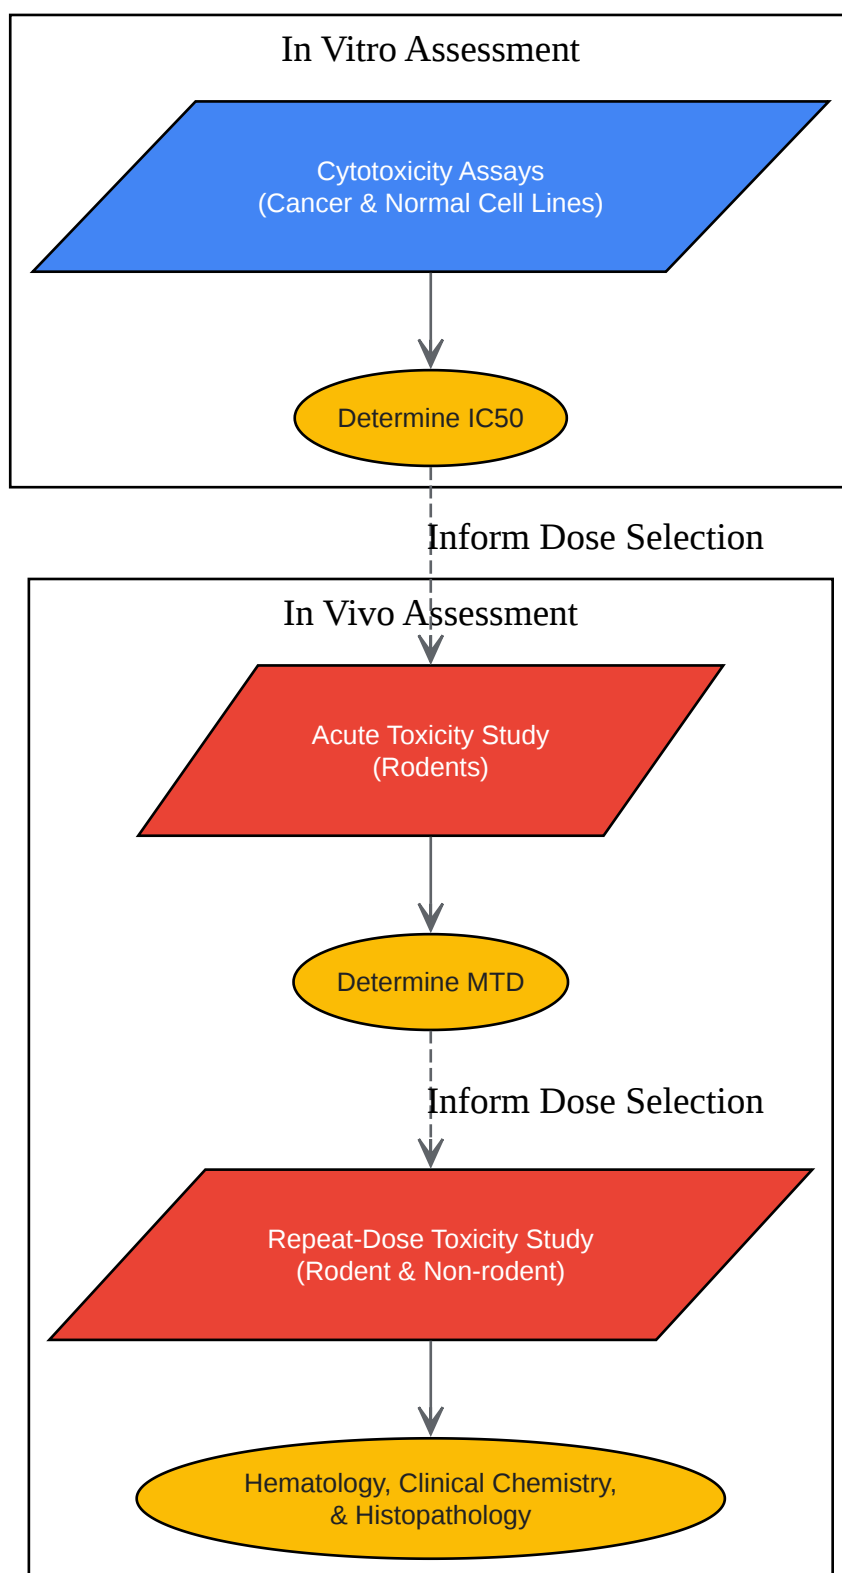 In Vitro Assessment
Cytotoxicity Assays
(Cancer & Normal Cell Lines)
Determine IC50
Inform Dose Selection
In Vivo Assessment
Acute Toxicity Study
(Rodents)
Determine MTD
Inform Dose Selection
Repeat-Dose Toxicity Study
(Rodent & Non-rodent)
Hematology, Clinical Chemistry,
& Histopathology